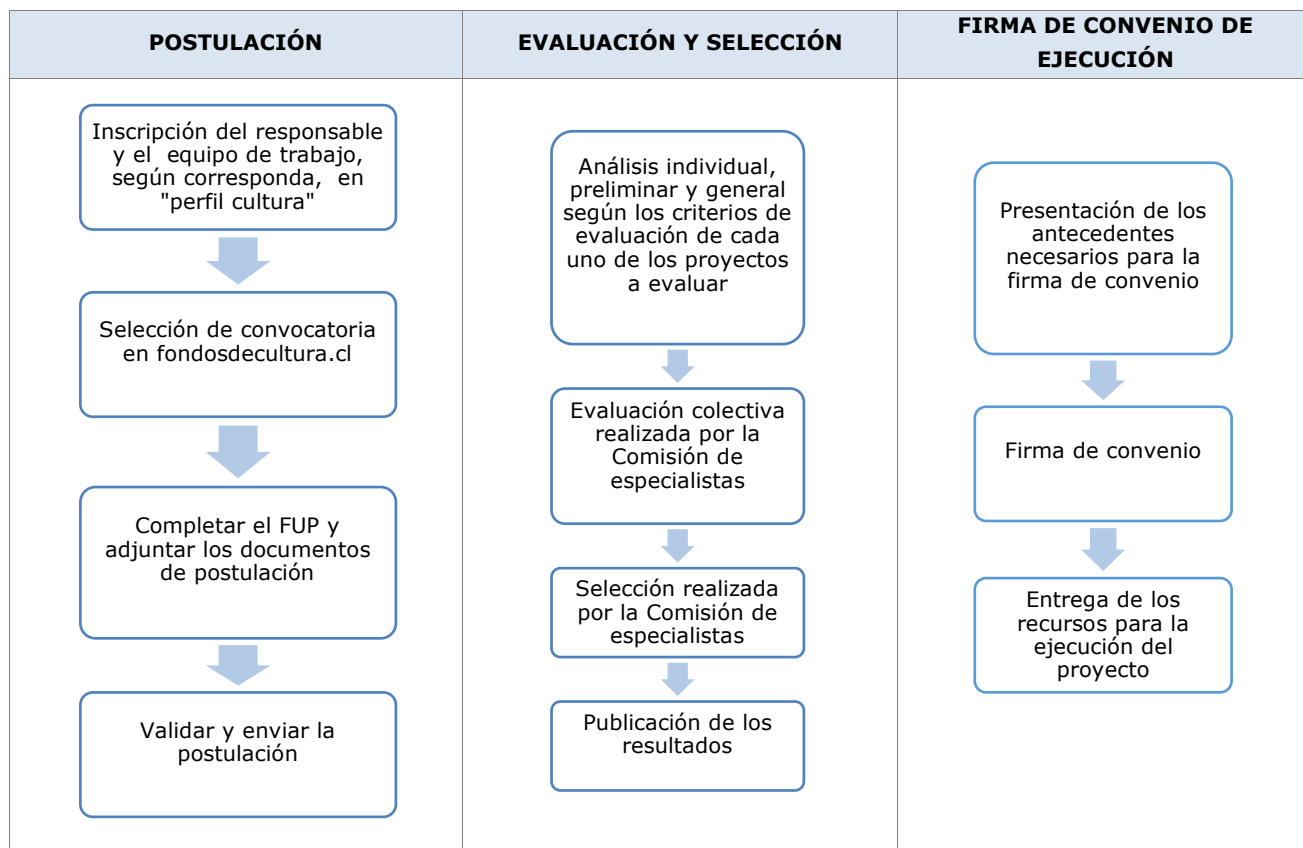 POSTULACIÓN
Inscripción del responsable
y el equipo de trabajo,
según corresponda, en
"perfil cultura"
Selección de convocatoria
en fondosdecultura.cl
Completar el FUP y
adjuntar los documentos
de postulación
Validar y enviar la
postulación
EVALUACIÓN Y SELECCIÓN
Análisis individual,
preliminar y general
según los criterios de
evaluación de cada
uno de los proyectos
a evaluar
Evaluación colectiva
realizada por la
Comisión de
especialistas
Selección realizada
por la Comisión de
especialistas
Publicación de los
resultados
FIRMA DE CONVENIO DE
EJECUCIÓN
Presentación de los
antecedentes
necesarios para la
firma de convenio
Firma de convenio
Entrega de los
recursos para la
ejecución del
proyecto